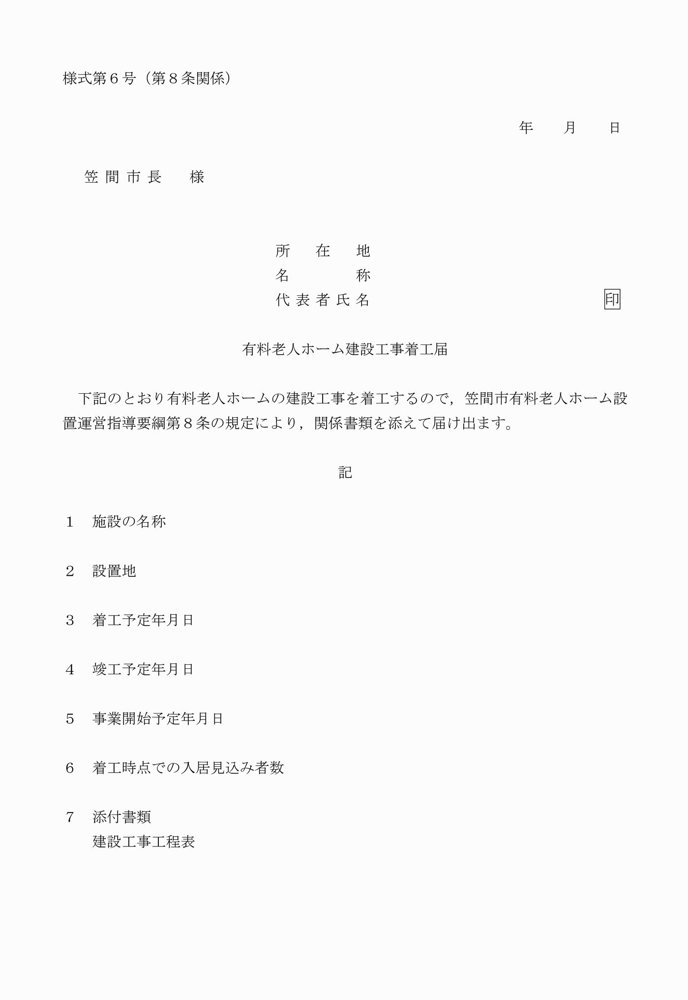 様式第６号（第８条関係）
年　　月　　日
笠間市長　様
所在地
名称
代表者氏名　印
有料老人ホーム建設工事着工届
下記のとおり有料老人ホームの建設工事を着工するので，笠間市有料老人ホーム設
置運営指導要綱第８条の規定により，関係書類を添えて届け出ます。
記
１　施設の名称
２　設置地
３　着工予定年月日
４　竣工予定年月日
５　事業開始予定年月日
６　着工時点での入居見込み者数
７　添付書類
建設工事工程表